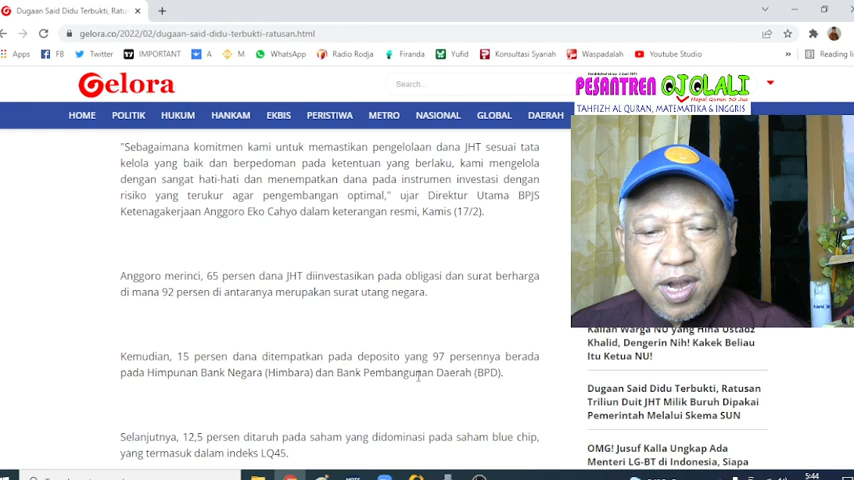 Dugaan Said Didu Terbukti, Ratus
gelora.co/2022/02/dugaan-said-didu-terbukti-ratusan.html
Apps F8 Twitter IMPORTANT A M WhatsApp Radio Rodja Firanda Yufid Konsultasi Syariah Waspadalah Youtube Studio » Reading li
Gelora
Search...
PESANTREN OJOLALI
Hapal Quran 30 Juz
TAHFIZH AL QURAN, MATEMATIKA & INGGRIS
HOME POLITIK HUKUM HANKAM EKBIS PERISTIWA METRO NASIONAL GLOBAL DAERAH
"Sebagaimana komitmen kami untuk memastikan pengelolaan dana JHT sesuai tata
kelola yang baik dan berpedoman pada ketentuan yang berlaku, kami mengelola
dengan sangat hati-hati dan menempatkan dana pada instrumen investasi dengan
risiko yang terukur agar pengembangan optimal," ujar Direktur Utama BPJS
Ketenagakerjaan Anggoro Eko Cahyo dalam keterangan resmi, Kamis (17/2).
Anggoro merinci, 65 persen dana JHT diinvestasikan pada obligasi dan surat berharga
di mana 92 persen di antaranya merupakan surat utang negara.
Kemudian, 15 persen dana ditempatkan pada deposito yang 97 persennya berada
pada Himpunan Bank Negara (Himbara) dan Bank Pembangunan Daerah (BPD).
Selanjutnya, 12,5 persen ditaruh pada saham yang didominasi pada saham blue chip,
yang termasuk dalam indeks LQ45.
Kalian Warga NU yang Hina Ustadz
Khalid, Dengerin Nih! Kakek Beliau
Itu Ketua NU!
Dugaan Said Didu Terbukti, Ratusan
Triliun Duit JHT Milik Buruh Dipakai
Pemerintah Melalui Skema SUN
OMG! Jusuf Kalla Ungkap Ada
Menteri LG-BT di Indonesia, Siapa
5:44